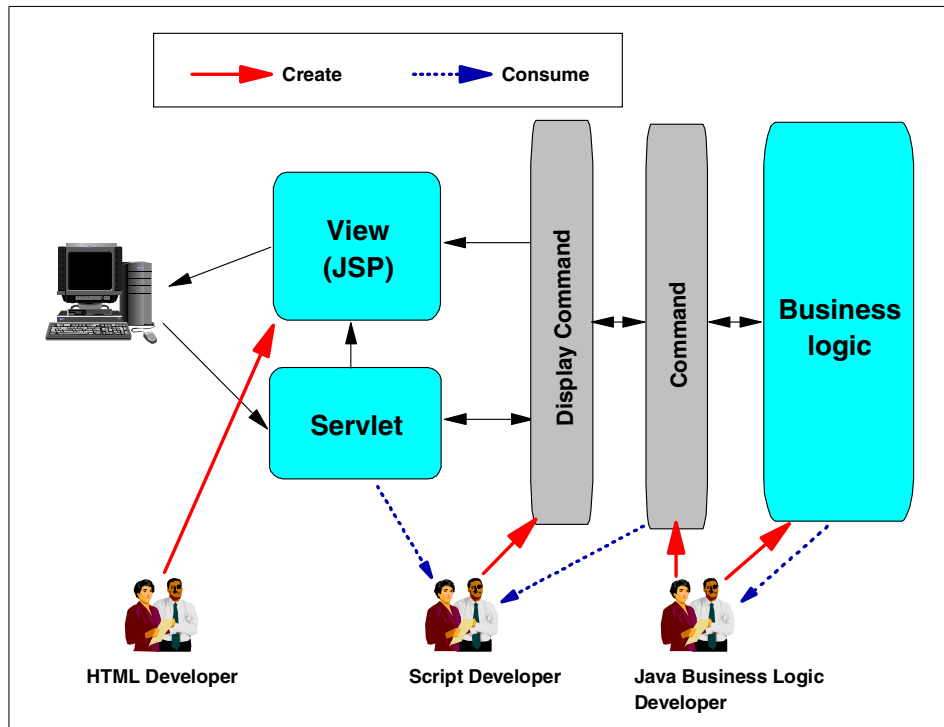 Create
Consume
View
(JSP)
Servlet
Display Command
Command
Business
logic
HTML Developer
Script Developer
Java Business Logic
Developer